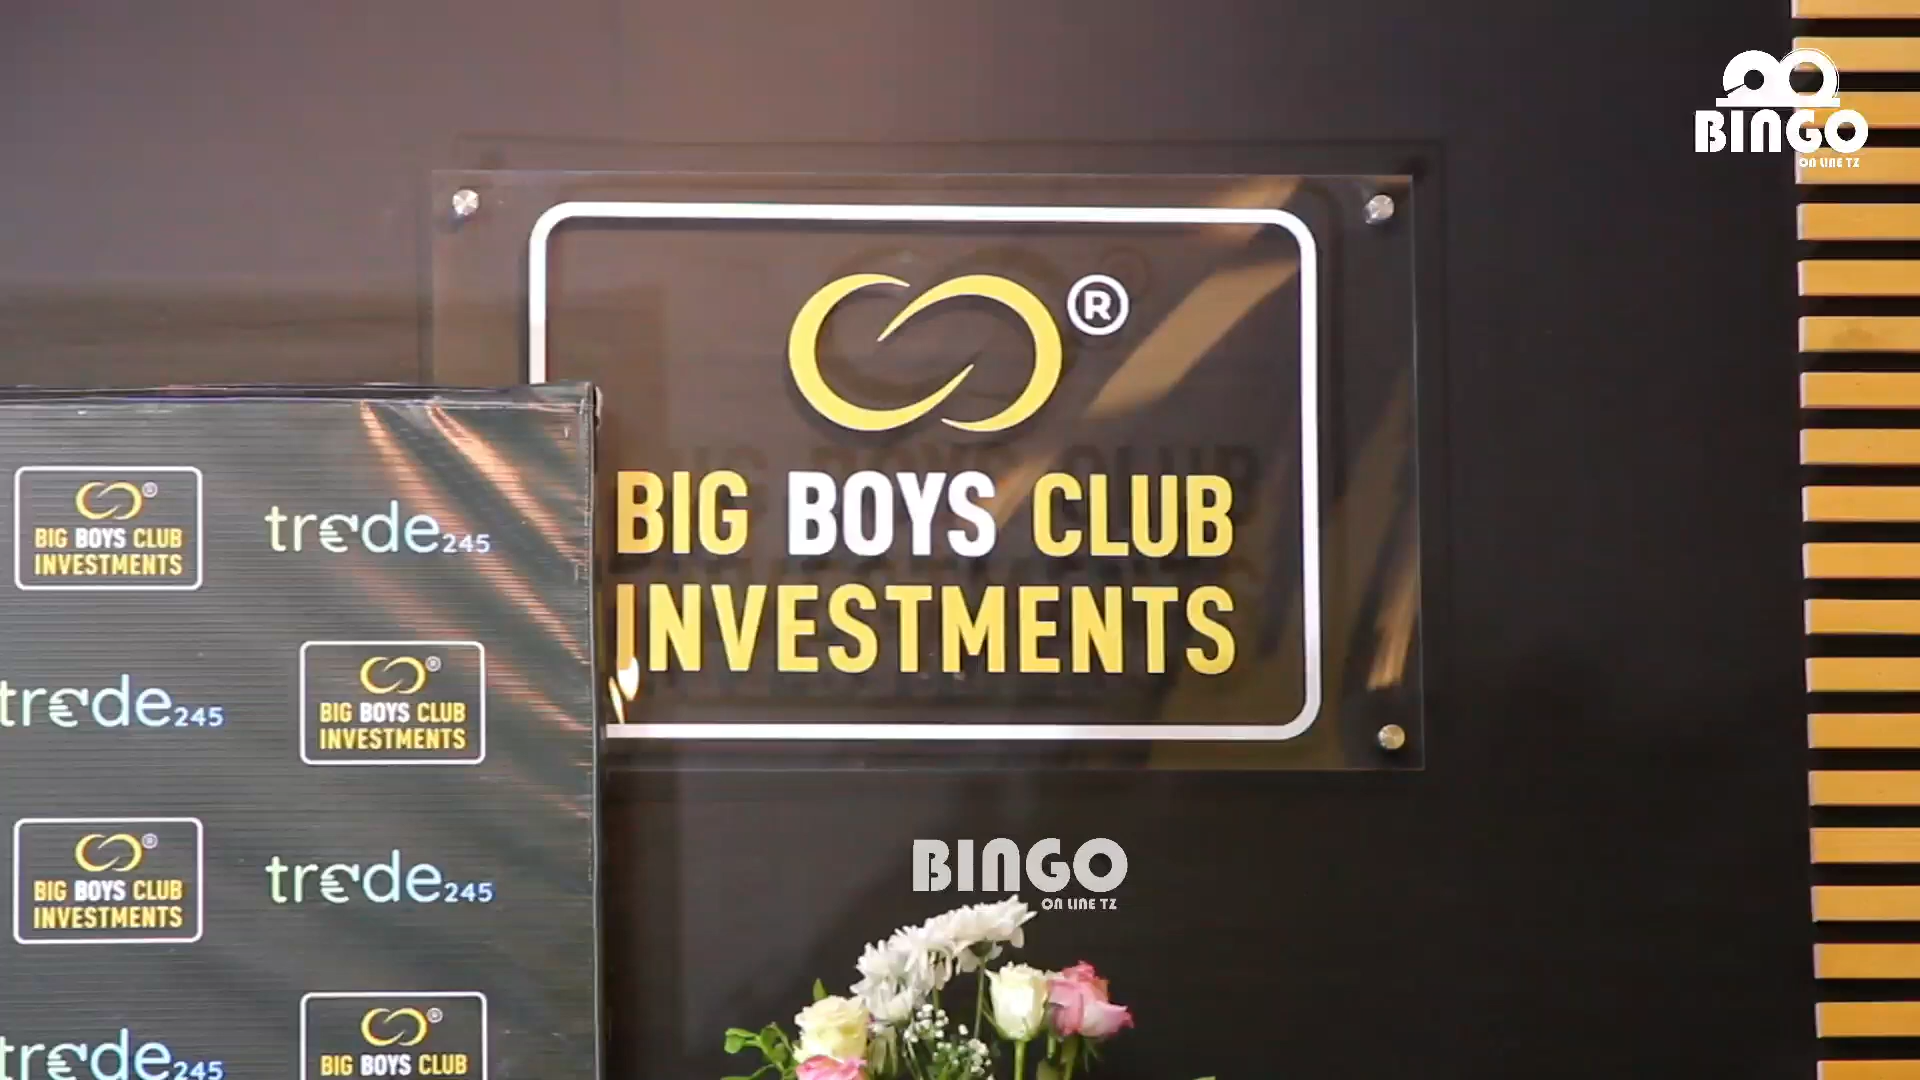 BINGO
ON LINE TZ
®
BIG BOYS CLUB
INVESTMENTS
®
BIG BOYS CLUB
INVESTMENTS
trade245
trade245
®
BIG BOYS CLUB
INVESTMENTS
®
BIG BOYS CLUB
INVESTMENTS
trade245
trade245
®
BIG BOYS CLUB
BINGO
ON LINE TZ